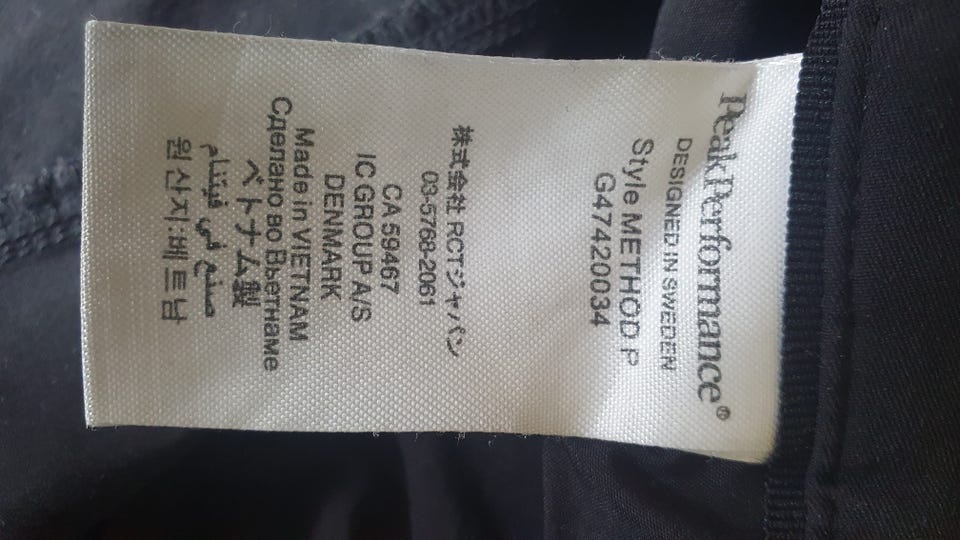 PeakPerformance®
DESIGNED IN SWEDEN
Style METHOD P
G47420034
株式会社 RCTジャパン
03-5768-2061
CA 59467
IC GROUP A/S
DENMARK
Made in VIETNAM
Сделано во Вьетнаме
ベトナム製
صنع في فيتنام
원산지:베트남